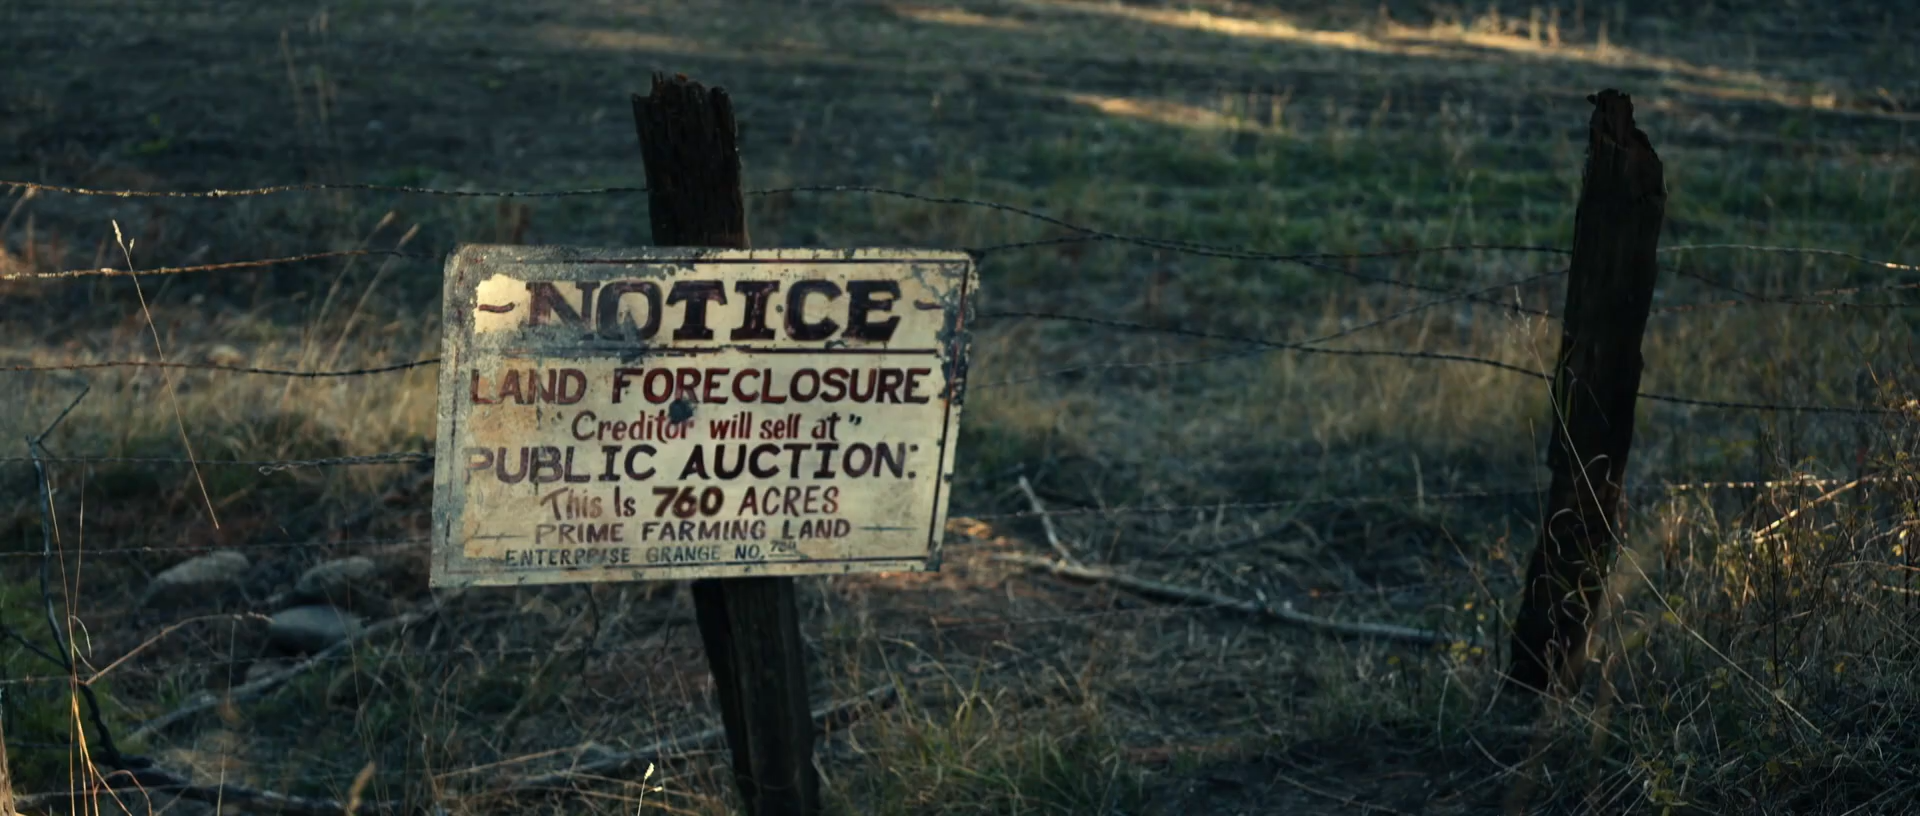 ~ NOTICE ~
LAND FORECLOSURE
"Creditor will sell at"
PUBLIC AUCTION:
This Is 760 ACRES
PRIME FARMING LAND
ENTERPRISE GRANGE NO.